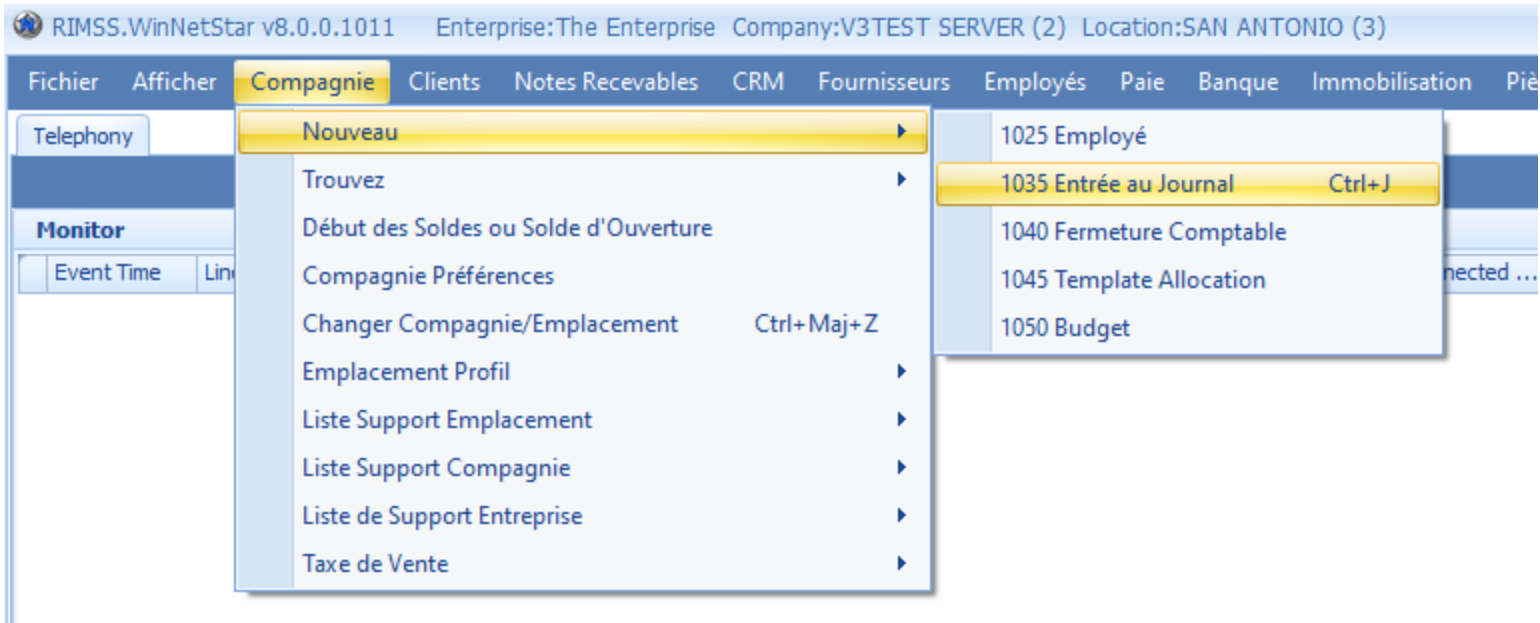 RIMSS.WinNetStar v8.0.0.1011 Enterprise:The Enterprise Company:V3TEST SERVER (2) Location:SAN ANTONIO (3)
Fichier Afficher Compagnie Clients Notes Recevables CRM Fournisseurs Employés Paie Banque Immobilisation Piè
Telephony
Nouveau
1025 Employé
Trouvez
1035 Entrée au Journal Ctrl+J
Monitor
Début des Soldes ou Solde d'Ouverture
1040 Fermeture Comptable
Event Time
Compagnie Préférences
1045 Template Allocation
nected ...
Changer Compagnie/Emplacement Ctrl+Maj+Z
1050 Budget
Emplacement Profil
Liste Support Emplacement
Liste Support Compagnie
Liste de Support Entreprise
Taxe de Vente